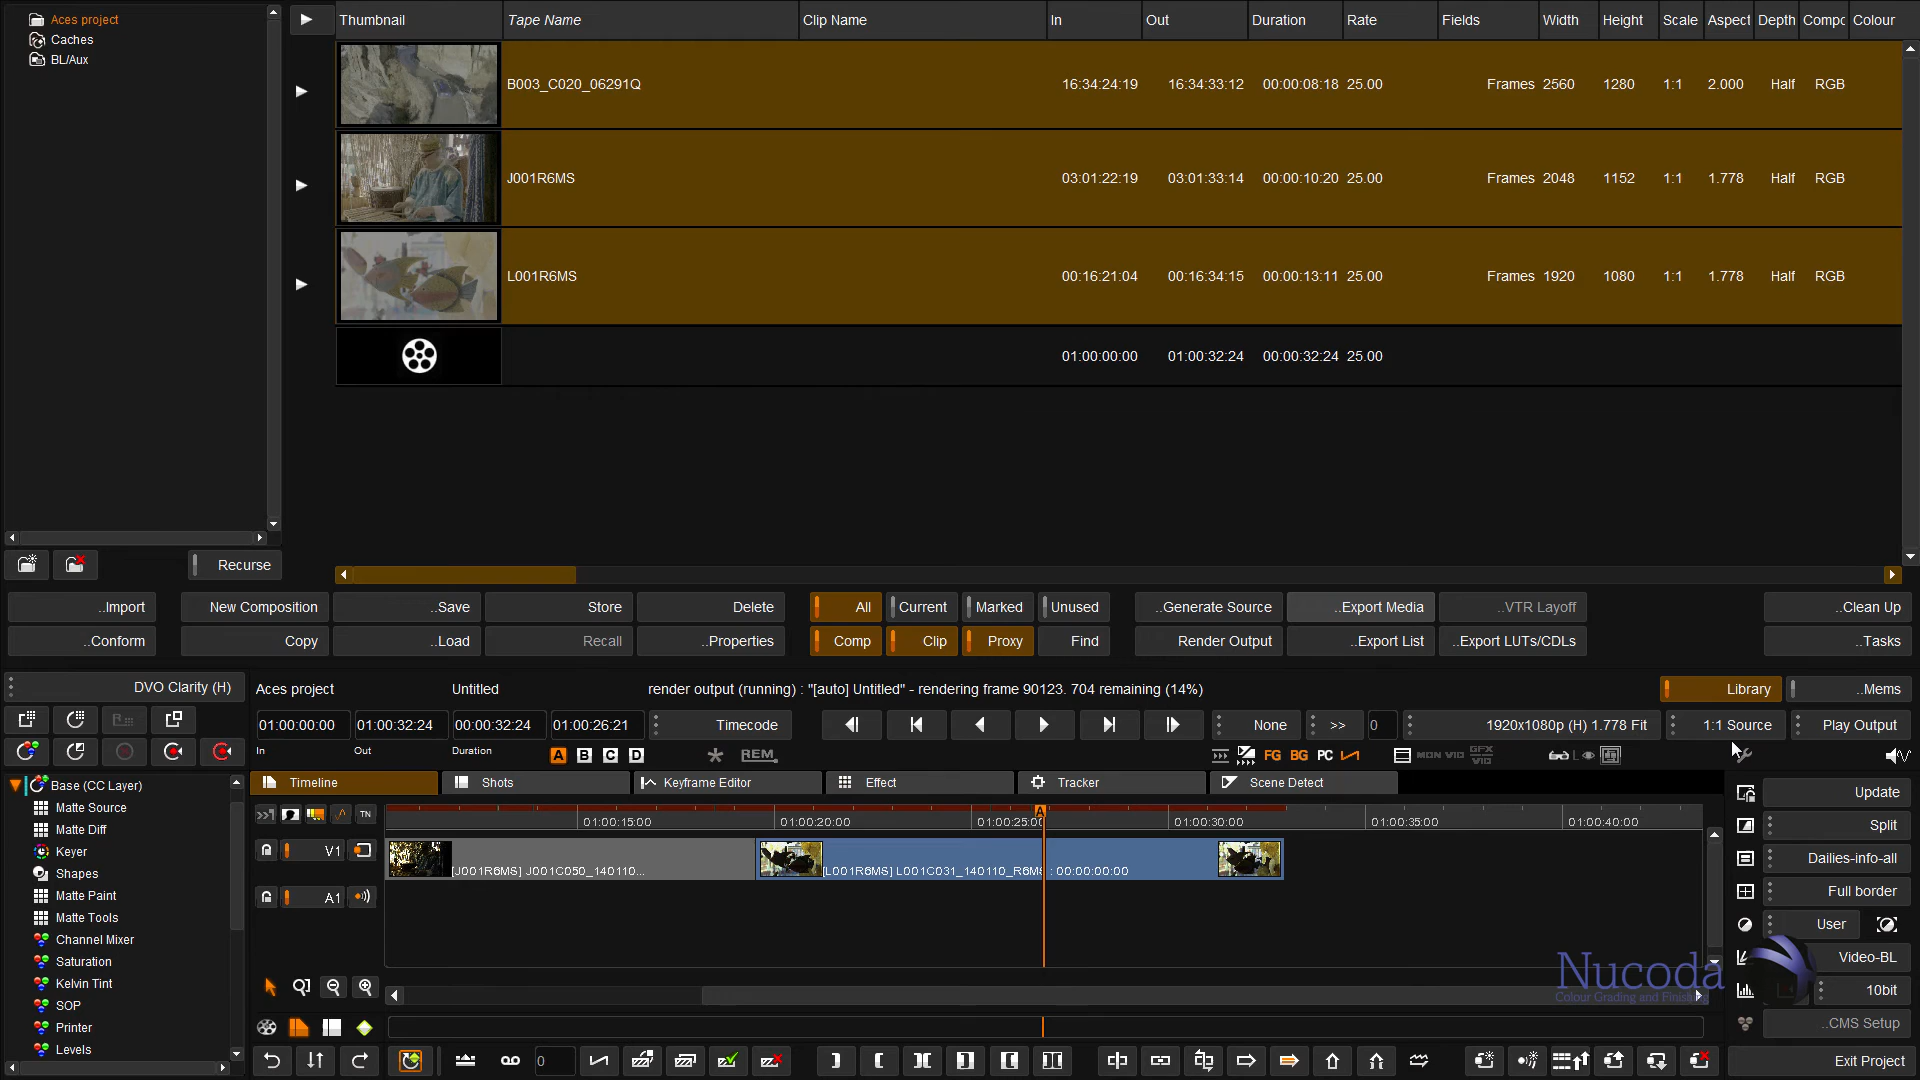 Aces project
Caches
BL/Aux
Thumbnail Tape Name Clip Name In Out Duration Rate Fields Width Height Scale Aspect Depth Compo Colour
B003_C020_06291Q 16:34:24:19 16:34:33:12 00:00:08:18 25.00 Frames 2560 1280 1:1 2.000 Half RGB
J001R6MS 03:01:22:19 03:01:33:14 00:00:10:20 25.00 Frames 2048 1152 1:1 1.778 Half RGB
L001R6MS 00:16:21:04 00:16:34:15 00:00:13:11 25.00 Frames 1920 1080 1:1 1.778 Half RGB
01:00:00:00 01:00:32:24 00:00:32:24 25.00
Recurse
..Import New Composition ..Save Store Delete All Current Marked Unused ..Generate Source ..Export Media ..VTR Layoff ..Clean Up
..Conform Copy ..Load Recall ..Properties Comp Clip Proxy Find Render Output ..Export List ..Export LUTs/CDLs ..Tasks
DVO Clarity (H) Aces project Untitled render output (running) : "[auto] Untitled" - rendering frame 90123. 704 remaining (14%) Library ..Mems
01:00:00:00 01:00:32:24 00:00:32:24 01:00:26:21 Timecode None >> 0 1920x1080p (H) 1.778 Fit 1:1 Source Play Output
In Out Duration A B C D REM. FG BG PC MON VID GFX VID L
Base (CC Layer) Timeline Shots Keyframe Editor Effect Tracker Scene Detect
Matte Source
Matte Diff
Keyer
Shapes
Matte Paint
Matte Tools
Channel Mixer
Saturation
Kelvin Tint
SOP
Printer
Levels
TN A
01:00:15:00 01:00:20:00 01:00:25:00 01:00:30:00 01:00:35:00 01:00:40:00
V1 [J001R6MS] J001C050_140110... [L001R6MS] L001C031_140110_R6MS : 00:00:00:00
A1
Update
Split
Dailies-info-all
Full border
User
Video-BL
10bit
..CMS Setup
Nucoda
Colour Grading and Finishing
0
Exit Project